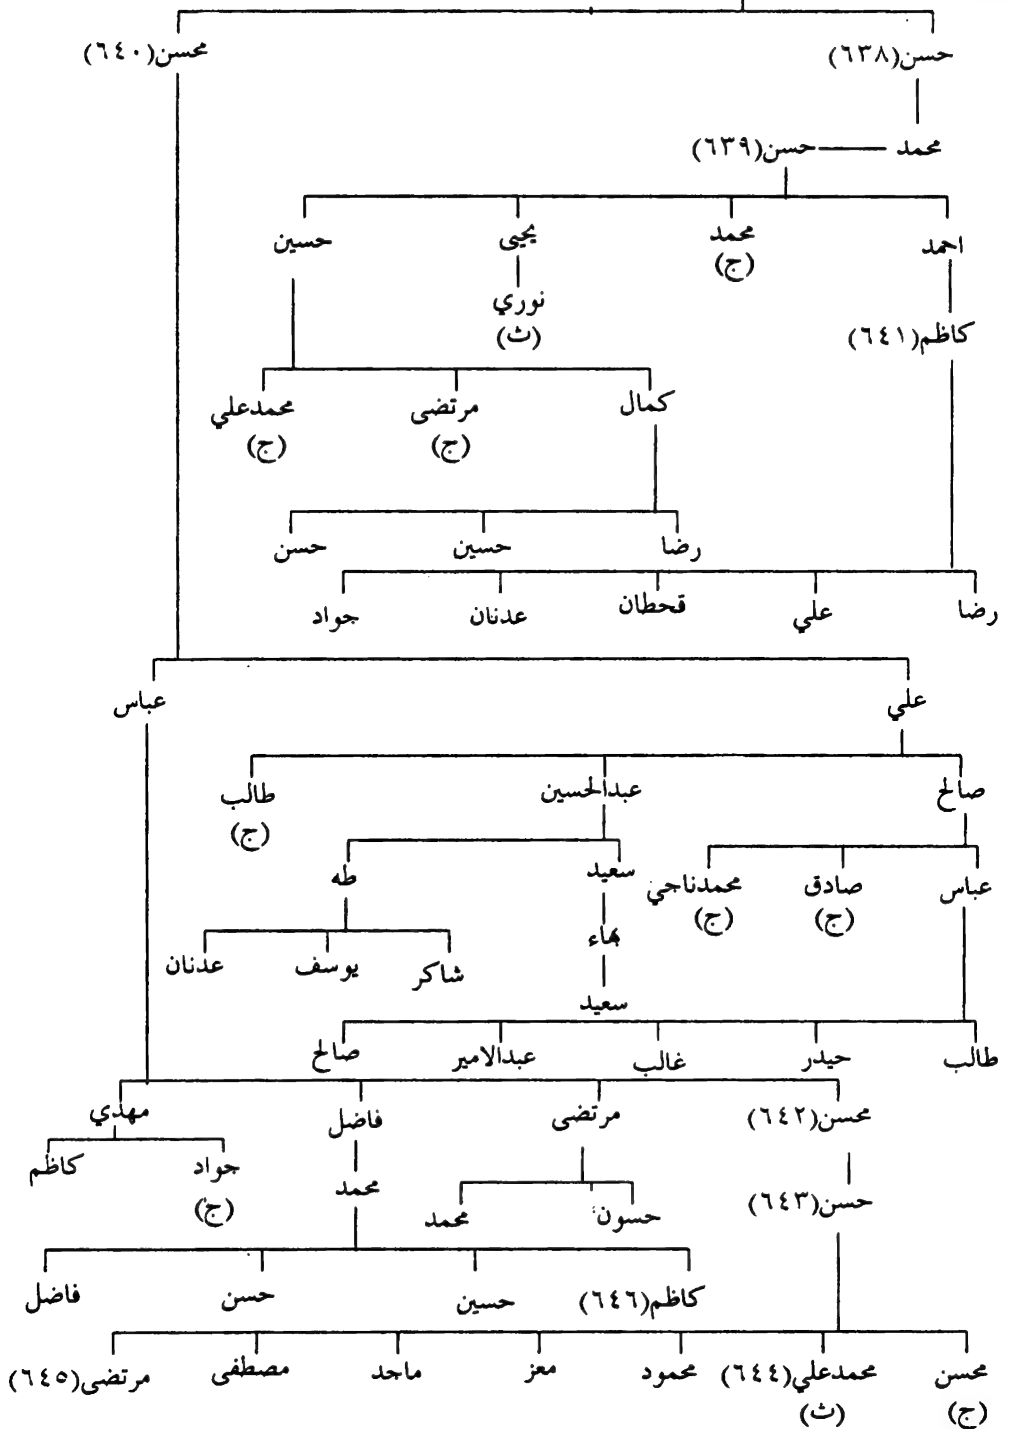 حسن(٦٣٨) محسن(٦٤٠)
محمد حسن(٦٣٩)
احمد محمد يحيى حسين
(ج)
نوري
كاظم(٦٤١) (ث)
كمال مرتضى محمدعلي
(ج) (ج)
رضا حسين حسن
رضا علي قحطان عدنان جواد
علي عباس
صالح عبدالحسين طالب
(ج)
سعيد طه
عباس صادق محمدناجي
(ج) (ج)
بهاء
شاكر يوسف عدنان
سعيد
طالب حيدر غالب عبدالامير صالح
محسن(٦٤٢) مرتضى فاضل مهدي
جواد كاظم
محمد
حسن(٦٤٣) حسون محمد (ج)
كاظم(٦٤٦) حسين حسن فاضل
محسن محمدعلي(٦٤٤) محمود معز ماجد مصطفى مرتضى(٦٤٥)
(ج) (ث)